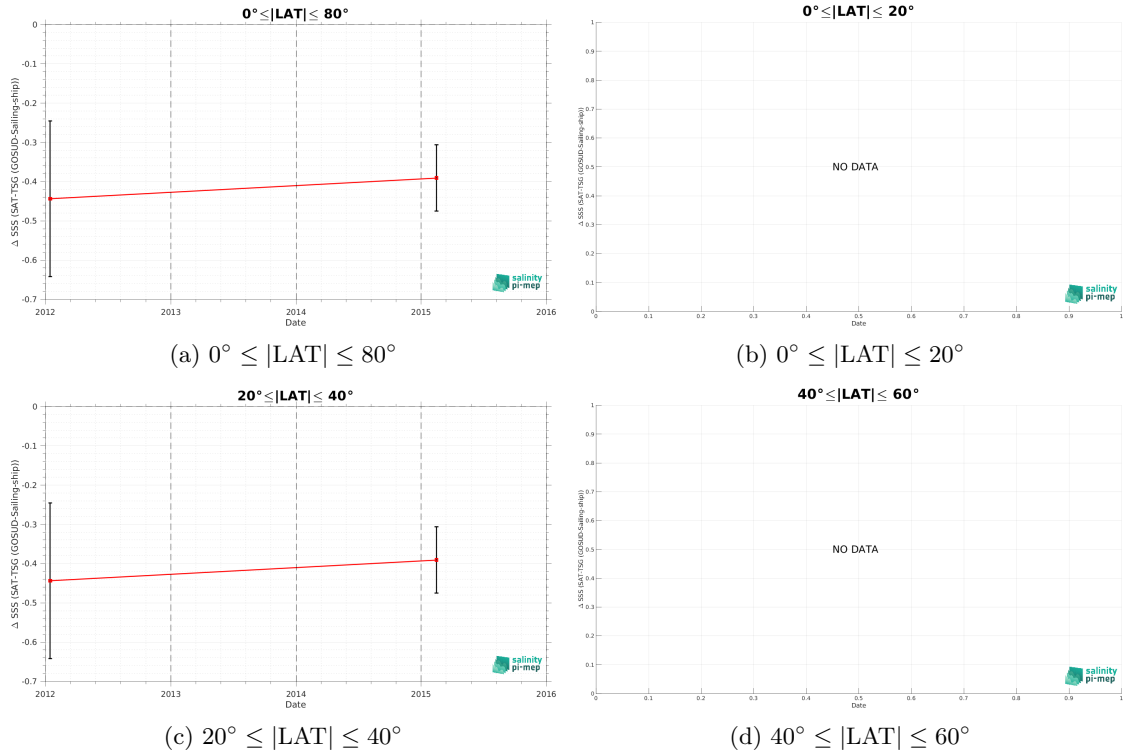 0°≤|LAT|≤ 80°
0
-0.1
-0.2
-0.3
-0.4
-0.5
-0.6
-0.7
Δ SSS (SAT-TSG (GOSUD-Sailing-ship))
2012 2013 2014 2015 2016
Date
salinity
pi-mep
(a) 0° ≤ |LAT| ≤ 80°
0°≤|LAT|≤ 20°
1
0.9
0.8
0.7
0.6
0.5
0.4
0.3
0.2
0.1
0
Δ SSS (SAT-TSG (GOSUD-Sailing-ship))
NO DATA
0 0.1 0.2 0.3 0.4 0.5 0.6 0.7 0.8 0.9 1
Date
salinity
pi-mep
(b) 0° ≤ |LAT| ≤ 20°
20°≤|LAT|≤ 40°
0
-0.1
-0.2
-0.3
-0.4
-0.5
-0.6
-0.7
Δ SSS (SAT-TSG (GOSUD-Sailing-ship))
2012 2013 2014 2015 2016
Date
salinity
pi-mep
(c) 20° ≤ |LAT| ≤ 40°
40°≤|LAT|≤ 60°
1
0.9
0.8
0.7
0.6
0.5
0.4
0.3
0.2
0.1
0
Δ SSS (SAT-TSG (GOSUD-Sailing-ship))
NO DATA
0 0.1 0.2 0.3 0.4 0.5 0.6 0.7 0.8 0.9 1
Date
salinity
pi-mep
(d) 40° ≤ |LAT| ≤ 60°